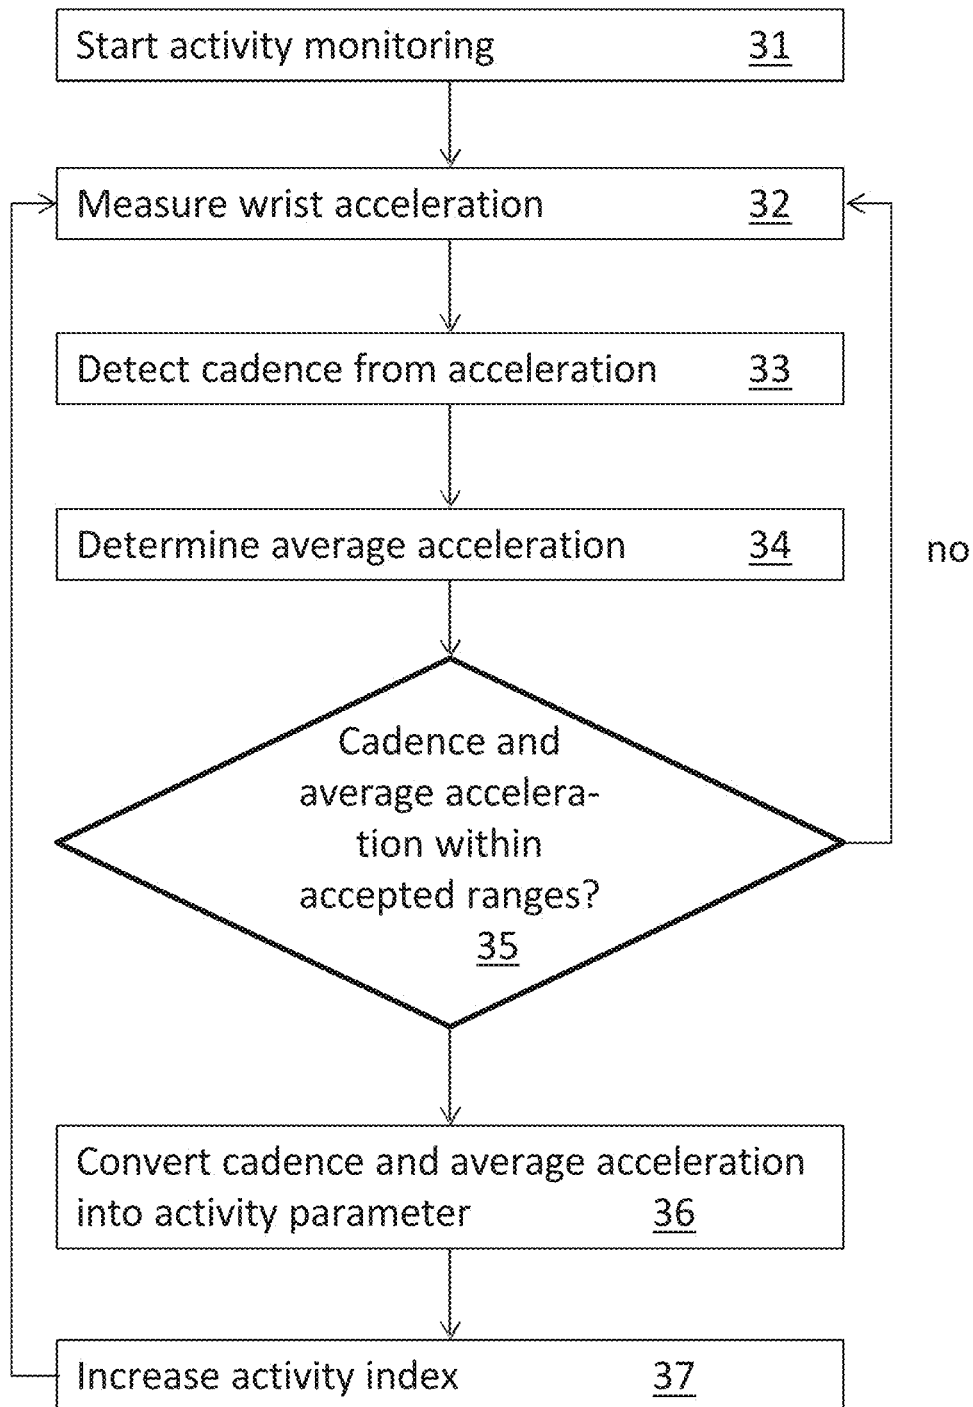 Start activity monitoring 31
Measure wrist acceleration 32
Detect cadence from acceleration 33
Determine average acceleration 34
no
Cadence and
average accelera-
tion within
accepted ranges?
35
Convert cadence and average acceleration
into activity parameter 36
Increase activity index 37